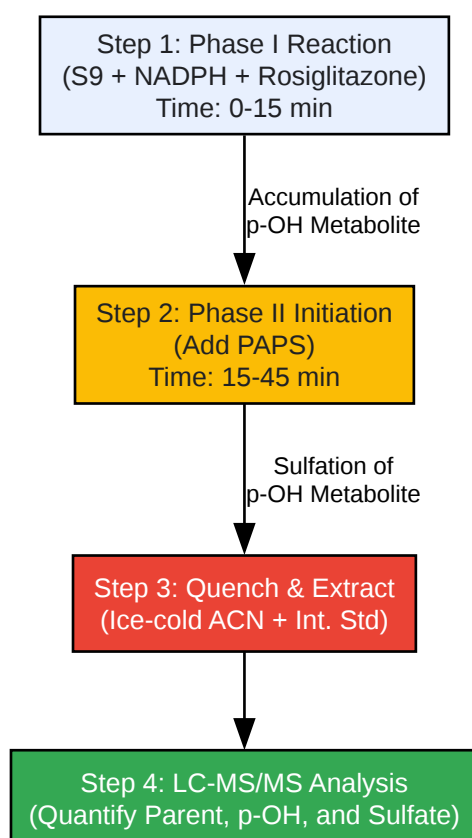 Step 1: Phase I Reaction
(S9 + NADPH + Rosiglitazone)
Time: 0-15 min
Accumulation of
p-OH Metabolite
Step 2: Phase II Initiation
(Add PAPS)
Time: 15-45 min
Sulfation of
p-OH Metabolite
Step 3: Quench & Extract
(Ice-cold ACN + Int. Std)
Step 4: LC-MS/MS Analysis
(Quantify Parent, p-OH, and Sulfate)